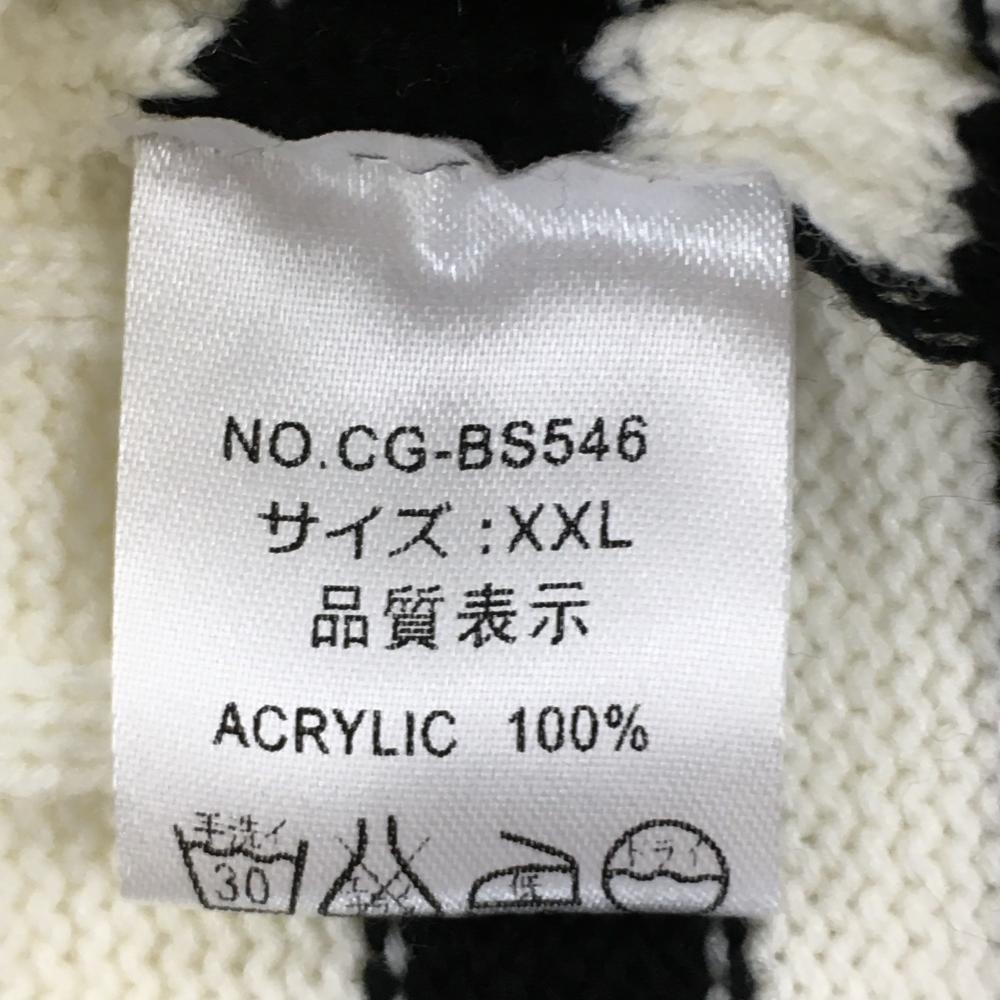 NO.CG-BS546
サイズ:XXL
品質表示
ACRYLIC 100%
手洗イ
30
低
ドライ